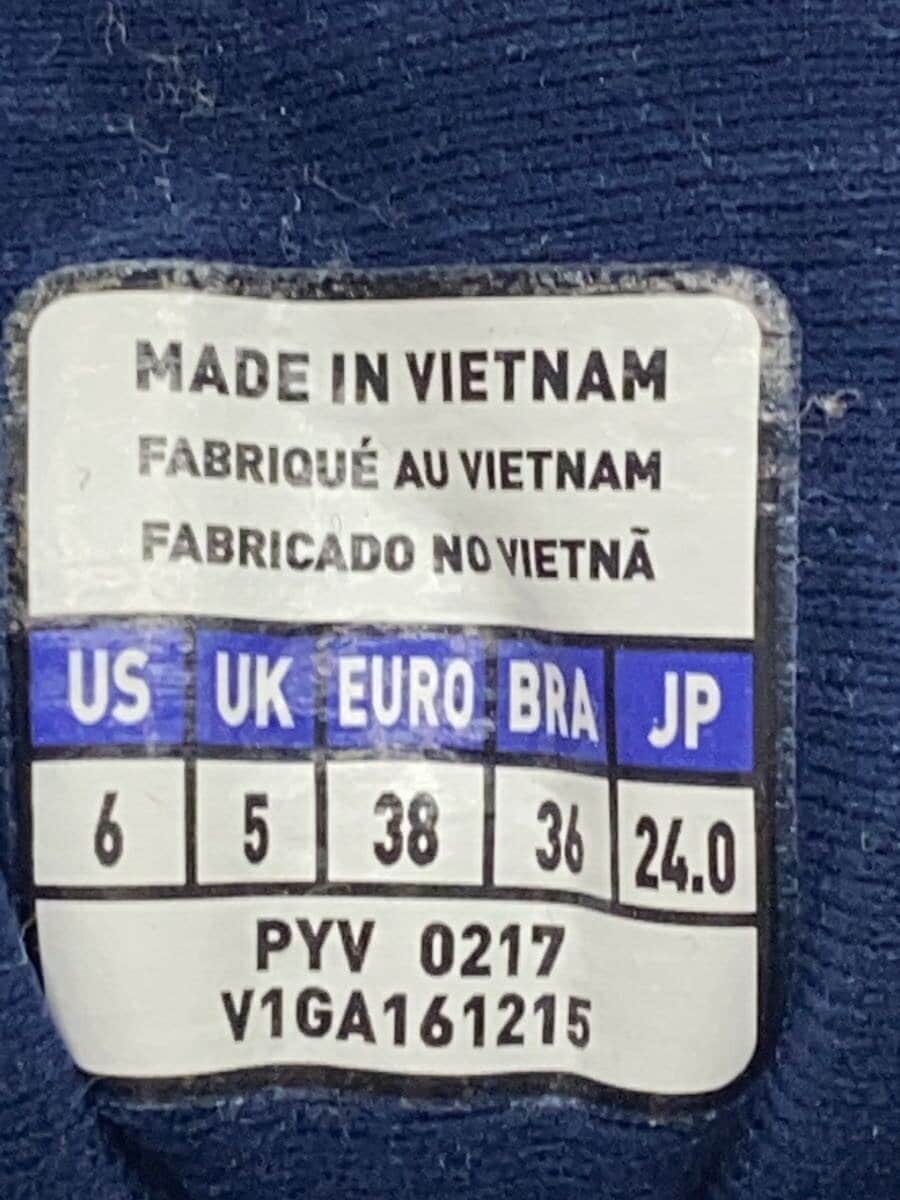 MADE IN VIETNAM
FABRIQUÉ AU VIETNAM
FABRICADO NO VIETNÃ
US UK EURO BRA JP
6 5 38 36 24.0
PYV 0217
V1GA161215